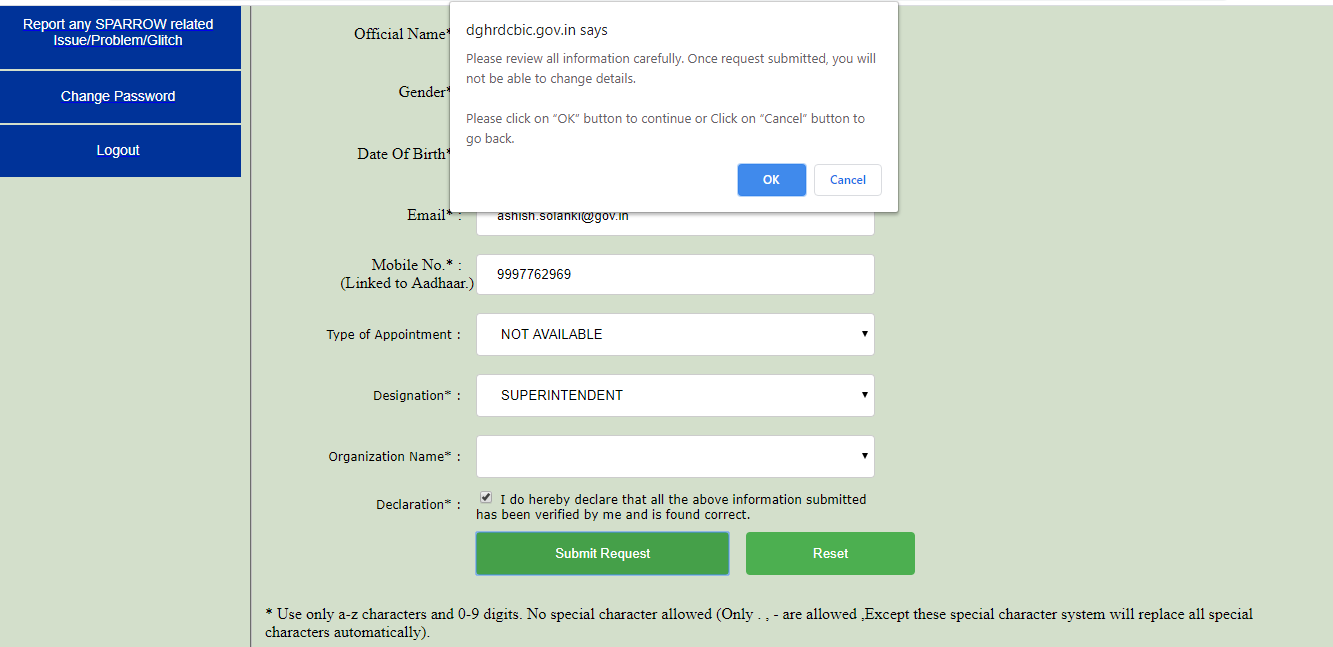 Report any SPARROW related
Issue/Problem/Glitch
Change Password
Logout
dghrdcbic.gov.in says
Please review all information carefully. Once request submitted, you will
not be able to change details.
Please click on “OK” button to continue or Click on “Cancel” button to
go back.
OK
Cancel
Official Name*
Gender*
Date Of Birth*
Email* : ashish.solanki@gov.in
Mobile No.* :
(Linked to Aadhaar.)
9997762969
Type of Appointment : NOT AVAILABLE
Designation* : SUPERINTENDENT
Organization Name* :
Declaration* : I do hereby declare that all the above information submitted
has been verified by me and is found correct.
Submit Request
Reset
* Use only a-z characters and 0-9 digits. No special character allowed (Only . , - are allowed ,Except these special character system will replace all special
characters automatically).